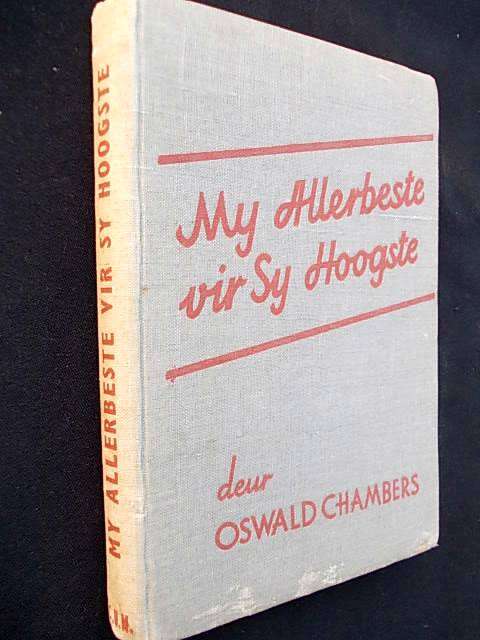 My Allerbeste
vir Sy Hoogste
deur
OSWALD CHAMBERS
MY ALLERBESTE VIR SY HOOGSTE